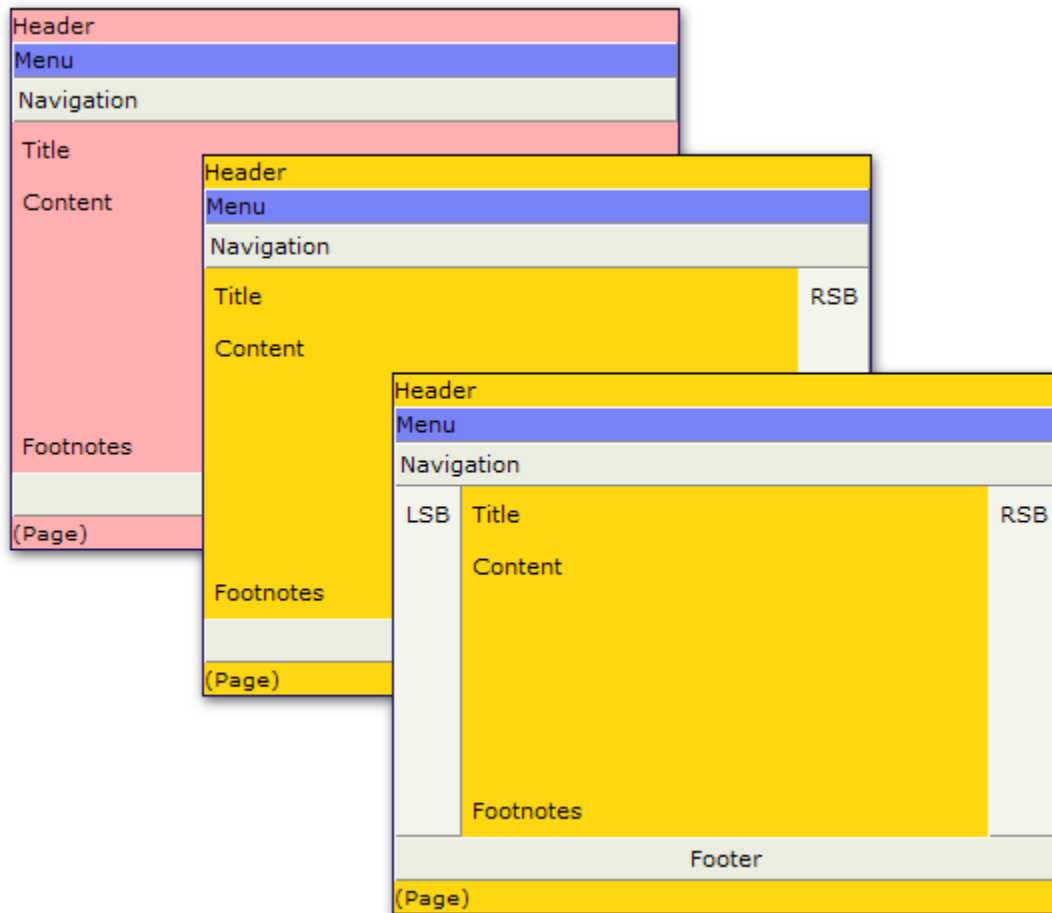 Header
Menu
Navigation
Title
Content
Footnotes
(Page)
Header
Menu
Navigation
Title
RSB
Content
Footnotes
(Page)
Header
Menu
Navigation
LSB
Title
RSB
Content
Footnotes
Footer
(Page)